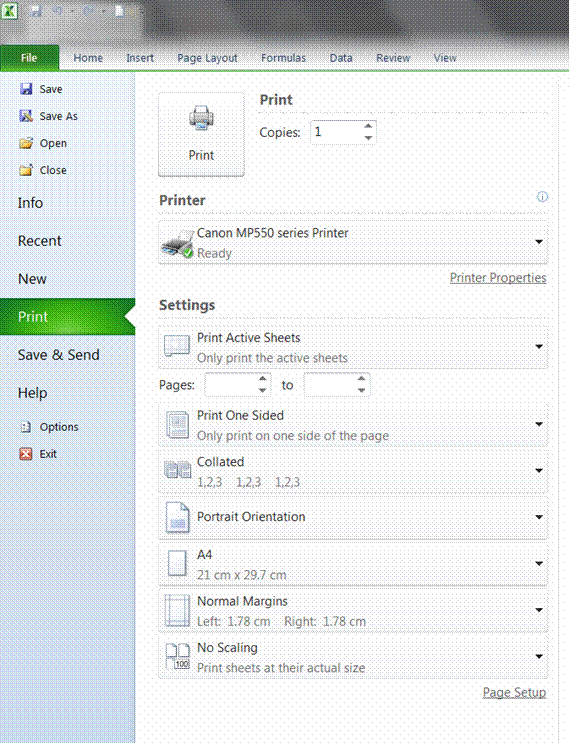 File Home Insert Page Layout Formulas Data Review View
Save
Save As
Open
Close
Info
Recent
New
Print
Save & Send
Help
Options
Exit
Print
Print
Copies: 1
Printer
Canon MP550 series Printer
Ready
Printer Properties
Settings
Print Active Sheets
Only print the active sheets
Pages: to
Print One Sided
Only print on one side of the page
Collated
1,2,3 1,2,3 1,2,3
Portrait Orientation
A4
21 cm x 29.7 cm
Normal Margins
Left: 1.78 cm Right: 1.78 cm
No Scaling
100
Print sheets at their actual size
Page Setup